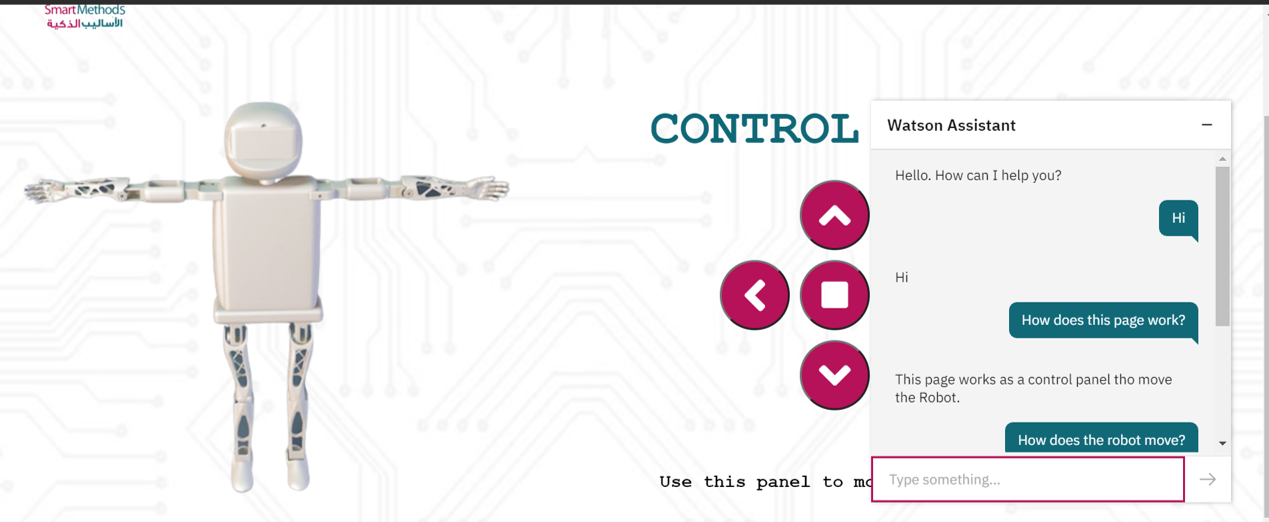 SmartMethods
الأساليب الذكية
CONTROL
Use this panel to mo
Watson Assistant
Hello. How can I help you?
Hi
Hi
How does this page work?
This page works as a control panel tho move
the Robot.
How does the robot move?
Type something...